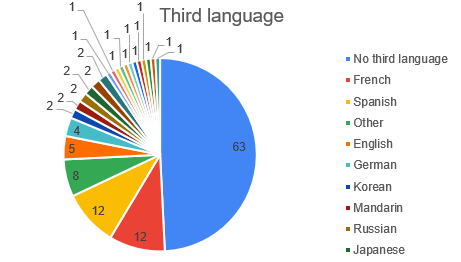 1
1
Third language
1
1
1
1
1
1
1
2
2
2
2
2
2
4
5
8
12
12
63
No third language
French
Spanish
Other
English
German
Korean
Mandarin
Russian
Japanese